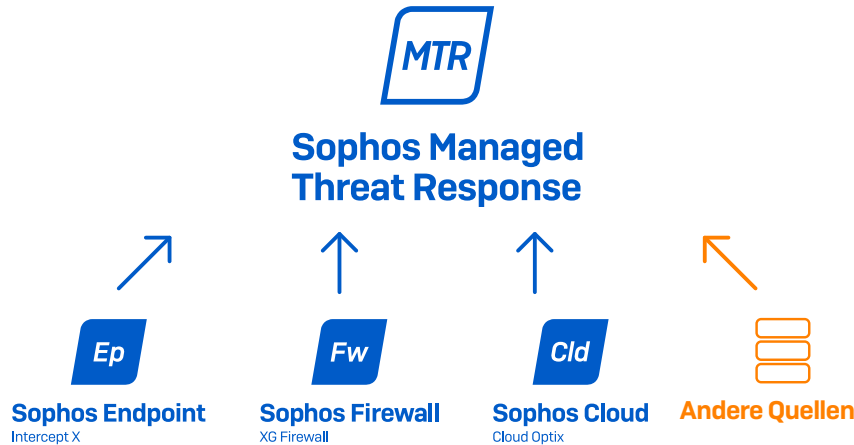 MTR
Sophos Managed
Threat Response
Ep
Fw
Cld
Sophos Endpoint
Intercept X
Sophos Firewall
XG Firewall
Sophos Cloud
Cloud Optix
Andere Quellen